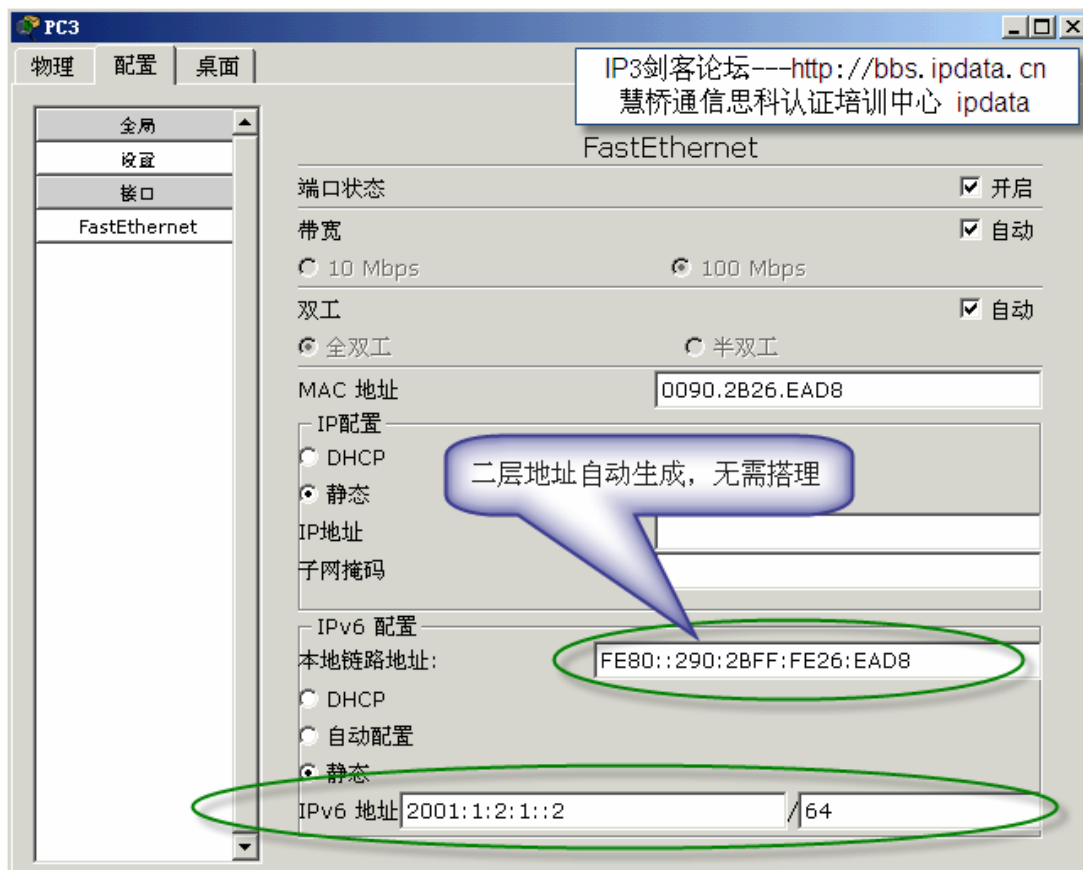 PC3
物理 配置 桌面
IP3剑客论坛---http://bbs.ipdata.cn
慧桥通信思科认证培训中心 ipdata
全局
设置
接口
FastEthernet
FastEthernet
端口状态 开启
带宽 自动
10 Mbps 100 Mbps
双工 自动
全双工 半双工
MAC 地址 0090.2B26.EAD8
IP配置
DHCP
二层地址自动生成，无需搭理
静态
IP地址
子网掩码
IPv6 配置
本地链路地址: FE80::290:2BFF:FE26:EAD8
DHCP
自动配置
静态
IPv6 地址 2001:1:2:1::2 / 64